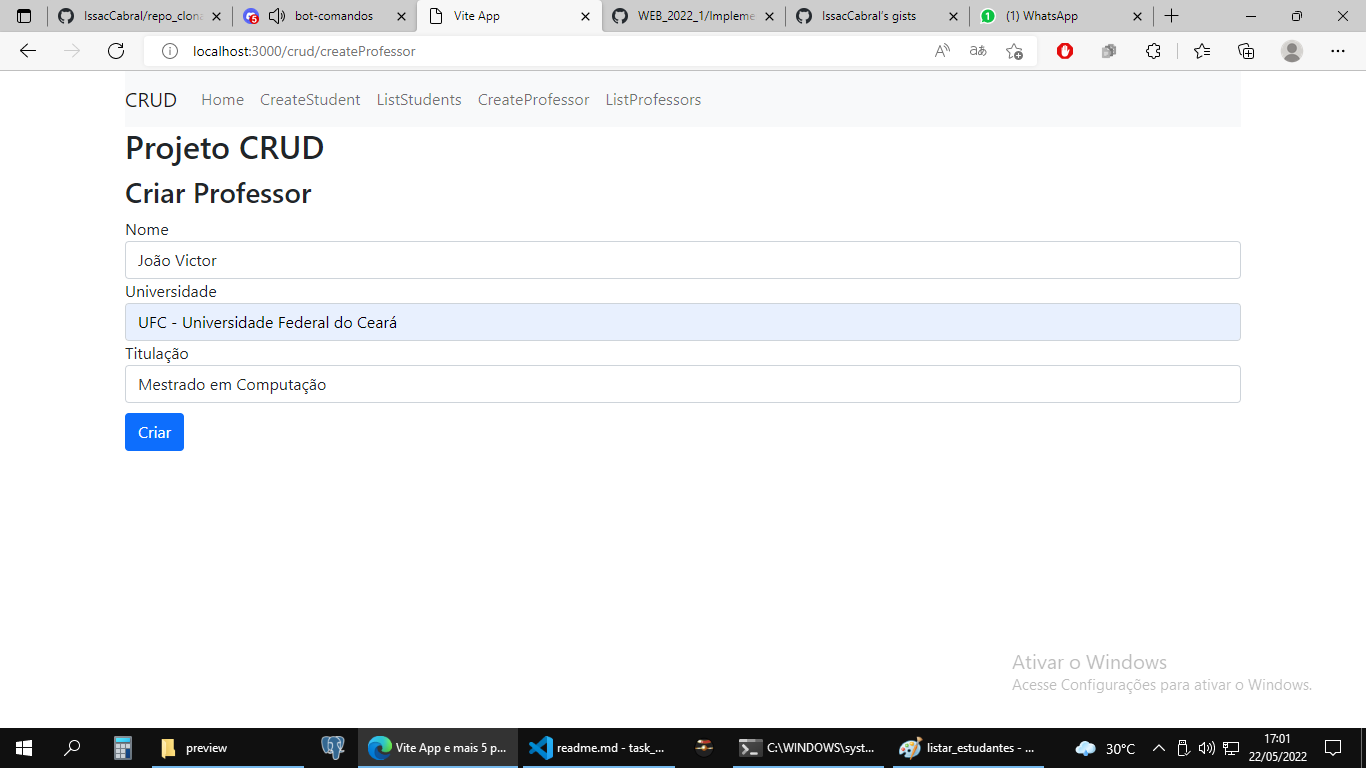 IssacCabral/repo_clona
5
bot-comandos
Vite App
WEB_2022_1/Impleme
IssacCabral's gists
1
(1) WhatsApp
localhost:3000/crud/createProfessor
CRUD
Home
CreateStudent
ListStudents
CreateProfessor
ListProfessors
Projeto CRUD
Criar Professor
Nome
João Victor
Universidade
UFC - Universidade Federal do Ceará
Titulação
Mestrado em Computação
Criar
Ativar o Windows
Acesse Configurações para ativar o Windows.
preview
Vite App e mais 5 p...
readme.md - task_...
C:\WINDOWS\syst...
listar_estudantes - ...
30°C
17:01
22/05/2022